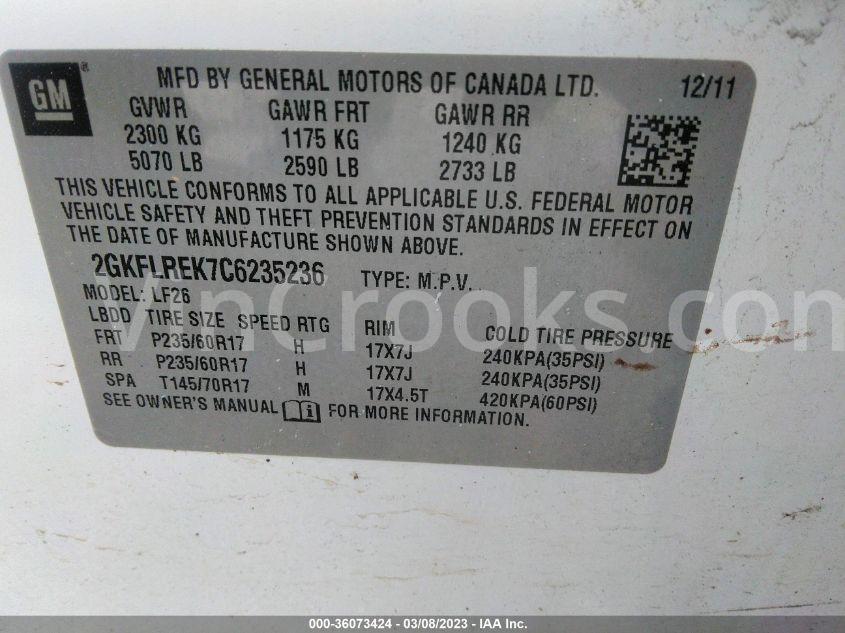 GM ® MFD BY GENERAL MOTORS OF CANADA LTD. 12/11
GVWR GAWR FRT GAWR RR
2300 KG 1175 KG 1240 KG
5070 LB 2590 LB 2733 LB
THIS VEHICLE CONFORMS TO ALL APPLICABLE U.S. FEDERAL MOTOR
VEHICLE SAFETY AND THEFT PREVENTION STANDARDS IN EFFECT ON
THE DATE OF MANUFACTURE SHOWN ABOVE.
2GKFLREK7C6235236 TYPE: M.P.V.
MODEL: LF26
VinCrooks.com
LBDD TIRE SIZE SPEED RTG RIM COLD TIRE PRESSURE
FRT P235/60R17 H 17X7J 240KPA(35PSI)
RR P235/60R17 H 17X7J 240KPA(35PSI)
SPA T145/70R17 M 17X4.5T 420KPA(60PSI)
SEE OWNER'S MANUAL FOR MORE INFORMATION.
000-36073424 - 03/08/2023 - IAA Inc.